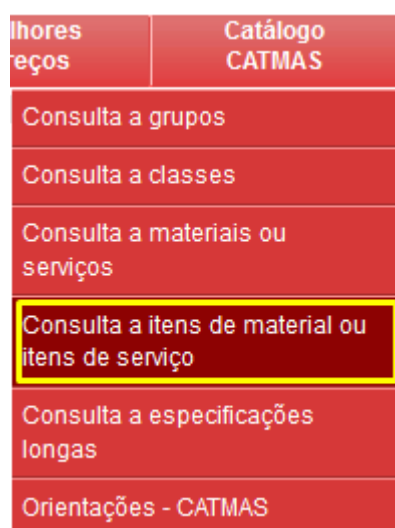 lhores
reços
Catálogo
CATMAS
Consulta a grupos
Consulta a classes
Consulta a materiais ou
serviços
Consulta a itens de material ou
itens de serviço
Consulta a especificações
longas
Orientações - CATMAS